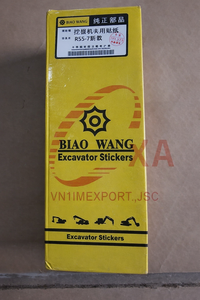 BIAO WANG
纯正部品
挖掘机头用贴纸
R55-7新款
BIAO WANG
Excavator Stickers
XA
VN1IMEXPORT.,JSC
Excavator Stickers